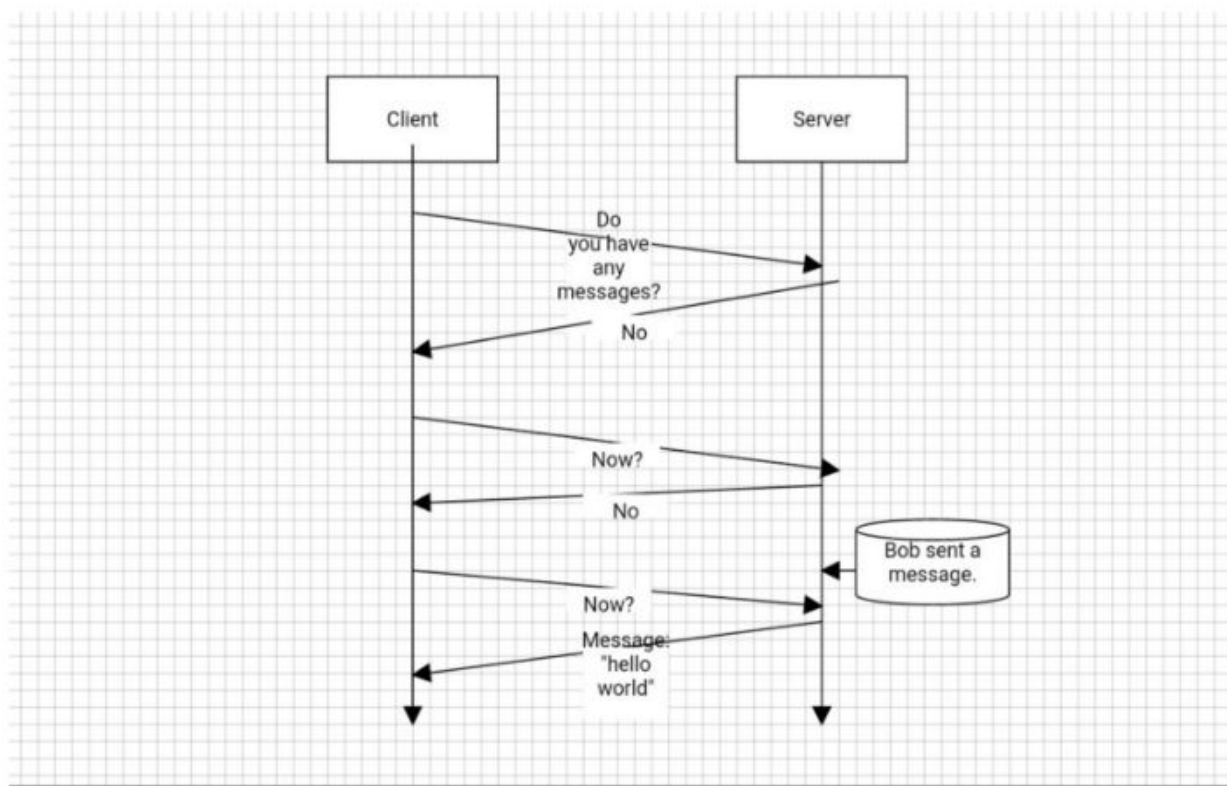 Client
Server
Do
you have
any
messages?
No
Now?
No
Bob sent a
message.
Now?
Message:
"hello
world"